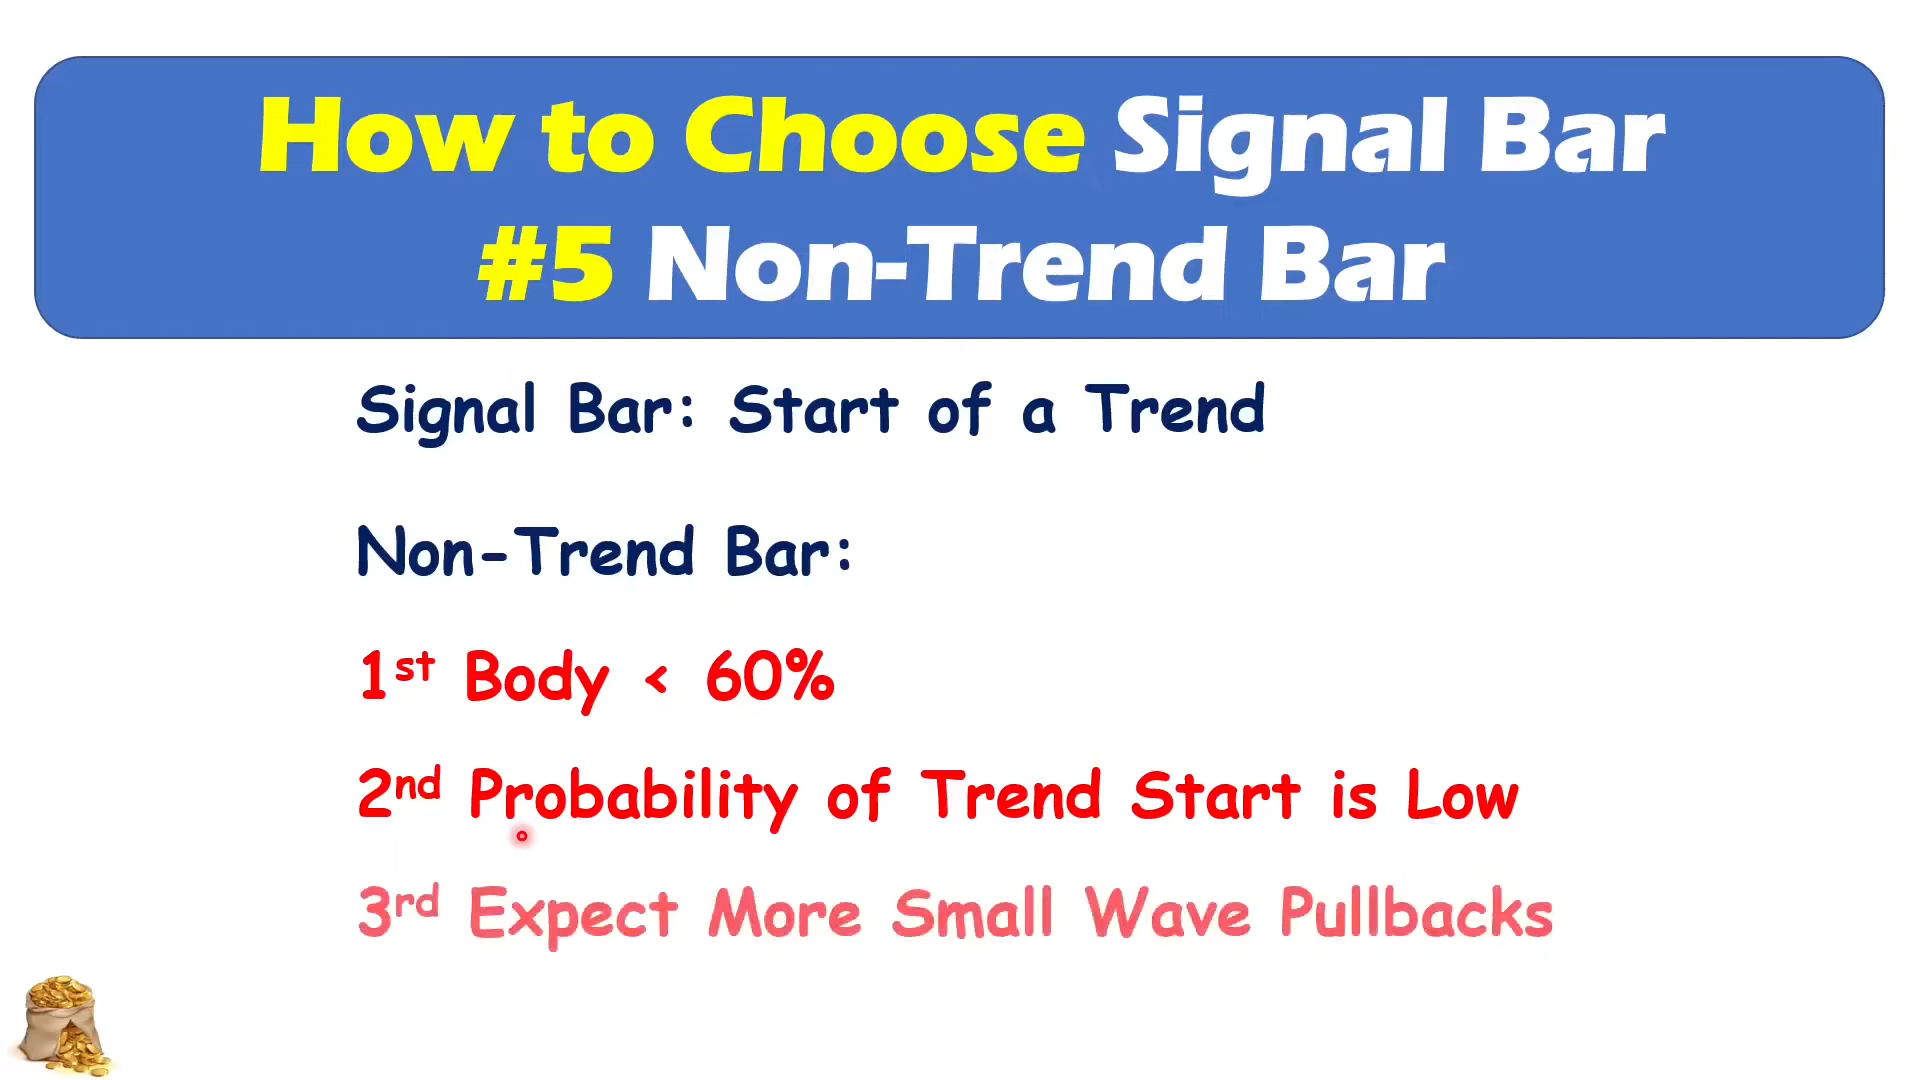 How to Choose Signal Bar
#5 Non-Trend Bar
Signal Bar: Start of a Trend
Non-Trend Bar:
1st Body < 60%
2nd Probability of Trend Start is Low
3rd Expect More Small Wave Pullbacks